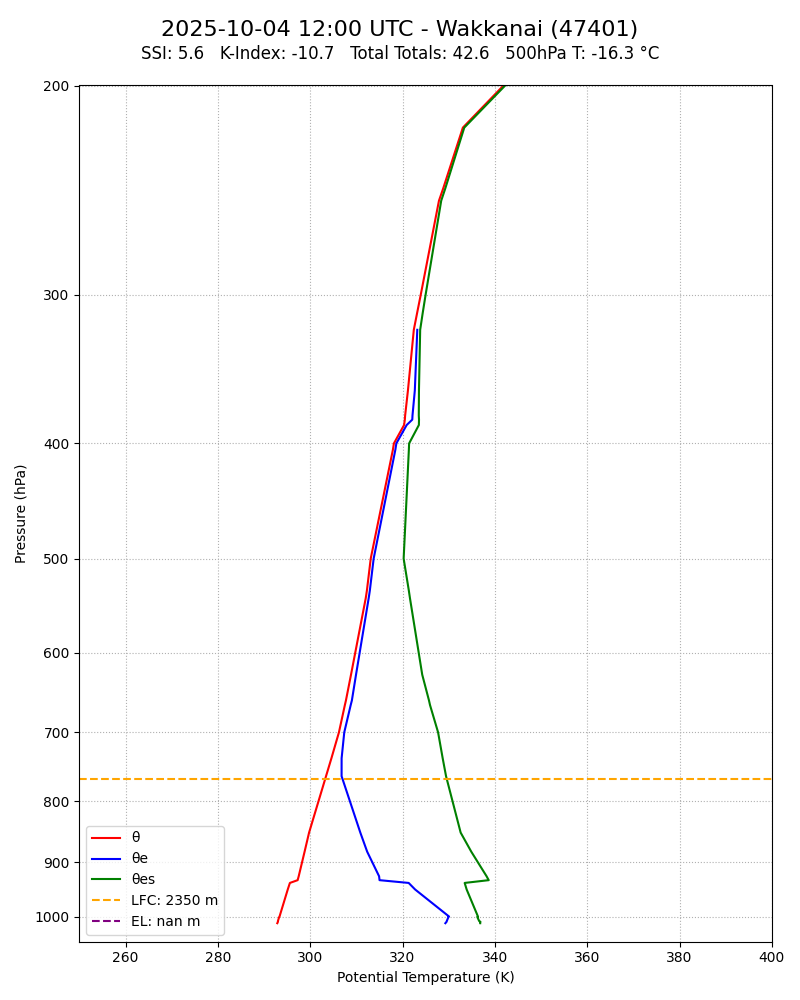 2025-10-04 12:00 UTC - Wakkanai (47401)
SSI: 5.6   K-Index: -10.7   Total Totals: 42.6   500hPa T: -16.3 °C
200
300
400
500
600
700
800
900
1000
Pressure (hPa)
θ
θe
θes
LFC: 2350 m
EL: nan m
260 280 300 320 340 360 380 400
Potential Temperature (K)